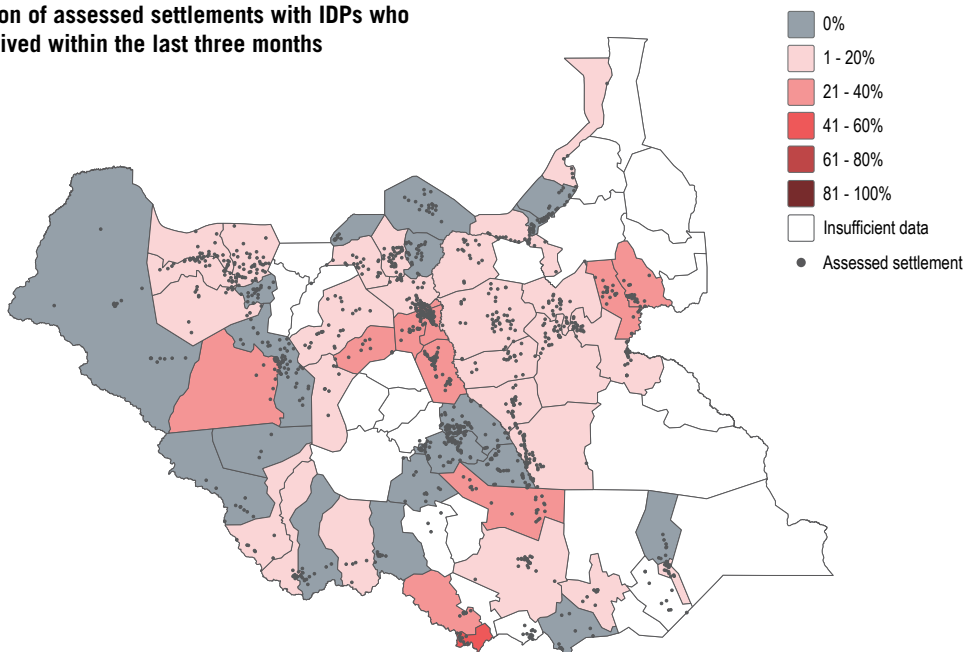 on of assessed settlements with IDPs who
ived within the last three months
0%
1 - 20%
21 - 40%
41 - 60%
61 - 80%
81 - 100%
Insufficient data
Assessed settlement